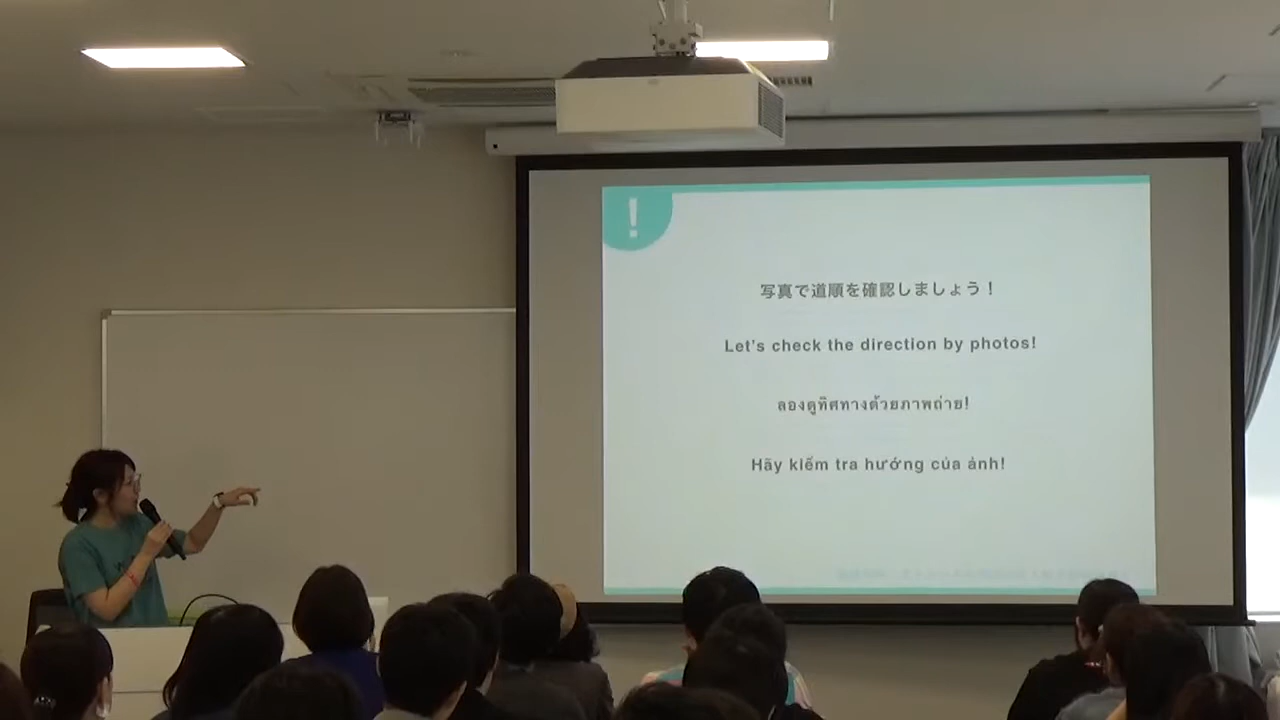 !
写真で道順を確認しましょう！
Let's check the direction by photos!
ลองดูทิศทางด้วยภาพถ่าย!
Hãy kiểm tra hướng của ảnh!